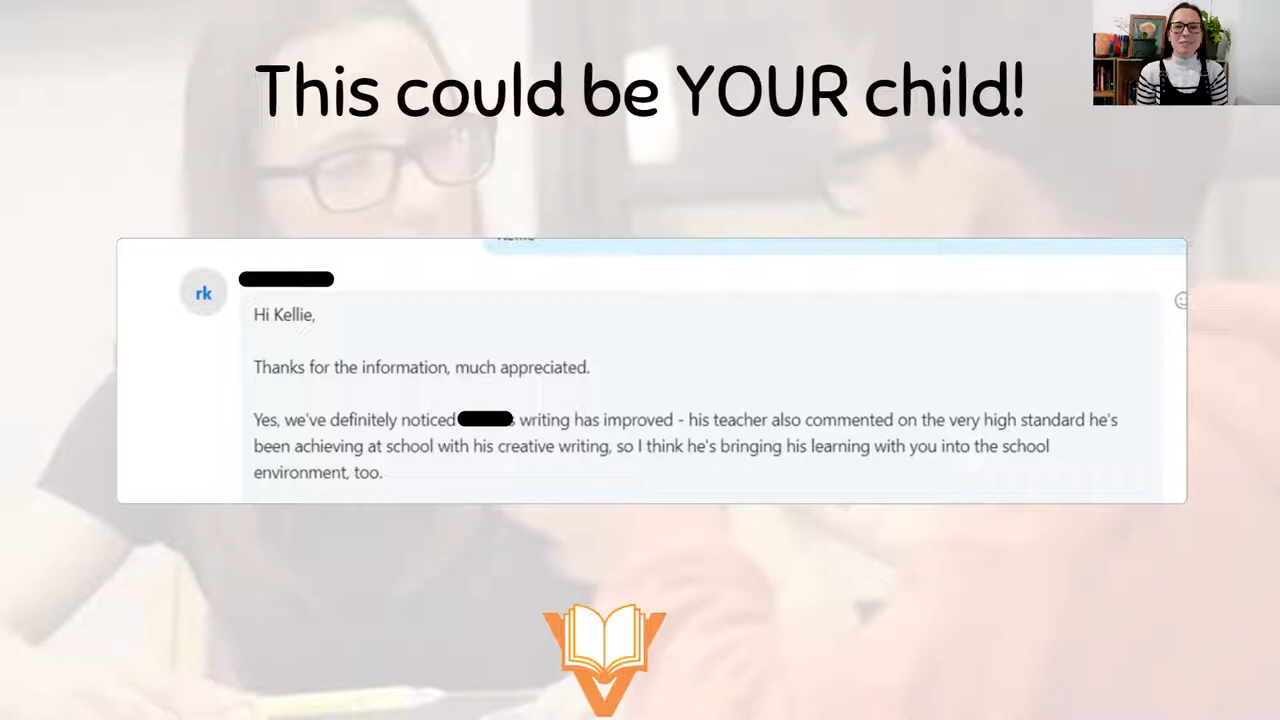 This could be YOUR child!
rk
Hi Kellie,
Thanks for the information, much appreciated.
Yes, we've definitely noticed writing has improved - his teacher also commented on the very high standard he's
been achieving at school with his creative writing, so I think he's bringing his learning with you into the school
environment, too.